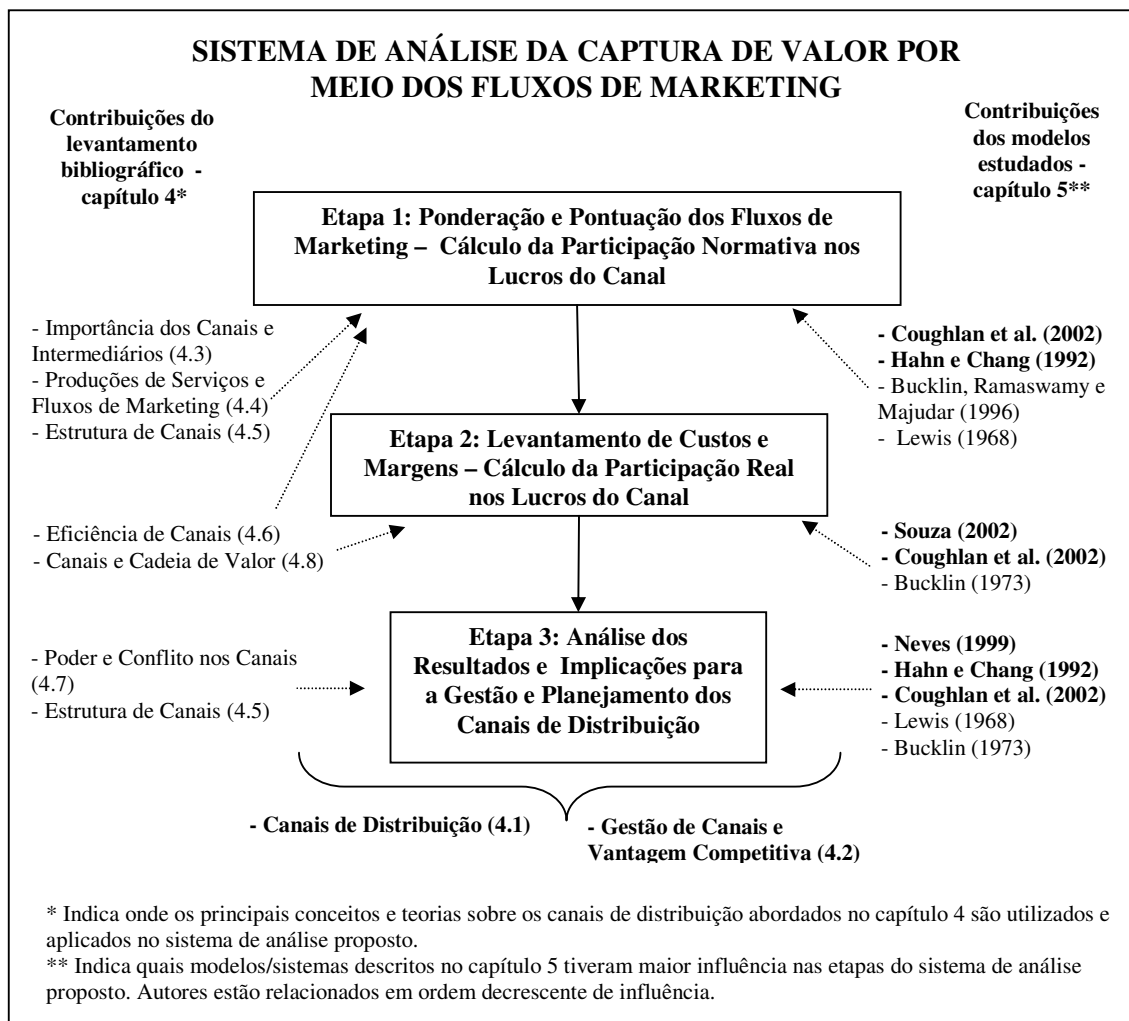 SISTEMA DE ANÁLISE DA CAPTURA DE VALOR POR
MEIO DOS FLUXOS DE MARKETING
Contribuições do
levantamento
bibliográfico -
capítulo 4*
Contribuições
dos modelos
estudados -
capítulo 5**
Etapa 1: Ponderação e Pontuação dos Fluxos de
Marketing – Cálculo da Participação Normativa nos
Lucros do Canal
- Importância dos Canais e
Intermediários (4.3)
- Produções de Serviços e
Fluxos de Marketing (4.4)
- Estrutura de Canais (4.5)
- Coughlan et al. (2002)
- Hahn e Chang (1992)
- Bucklin, Ramaswamy e
Majudar (1996)
- Lewis (1968)
Etapa 2: Levantamento de Custos e
Margens – Cálculo da Participação Real
nos Lucros do Canal
- Eficiência de Canais (4.6)
- Canais e Cadeia de Valor (4.8)
- Souza (2002)
- Coughlan et al. (2002)
- Bucklin (1973)
Etapa 3: Análise dos
Resultados e Implicações para
a Gestão e Planejamento dos
Canais de Distribuição
- Poder e Conflito nos Canais
(4.7)
- Estrutura de Canais (4.5)
- Neves (1999)
- Hahn e Chang (1992)
- Coughlan et al. (2002)
- Lewis (1968)
- Bucklin (1973)
- Canais de Distribuição (4.1)
- Gestão de Canais e
Vantagem Competitiva (4.2)
* Indica onde os principais conceitos e teorias sobre os canais de distribuição abordados no capítulo 4 são utilizados e
aplicados no sistema de análise proposto.
** Indica quais modelos/sistemas descritos no capítulo 5 tiveram maior influência nas etapas do sistema de análise
proposto. Autores estão relacionados em ordem decrescente de influência.